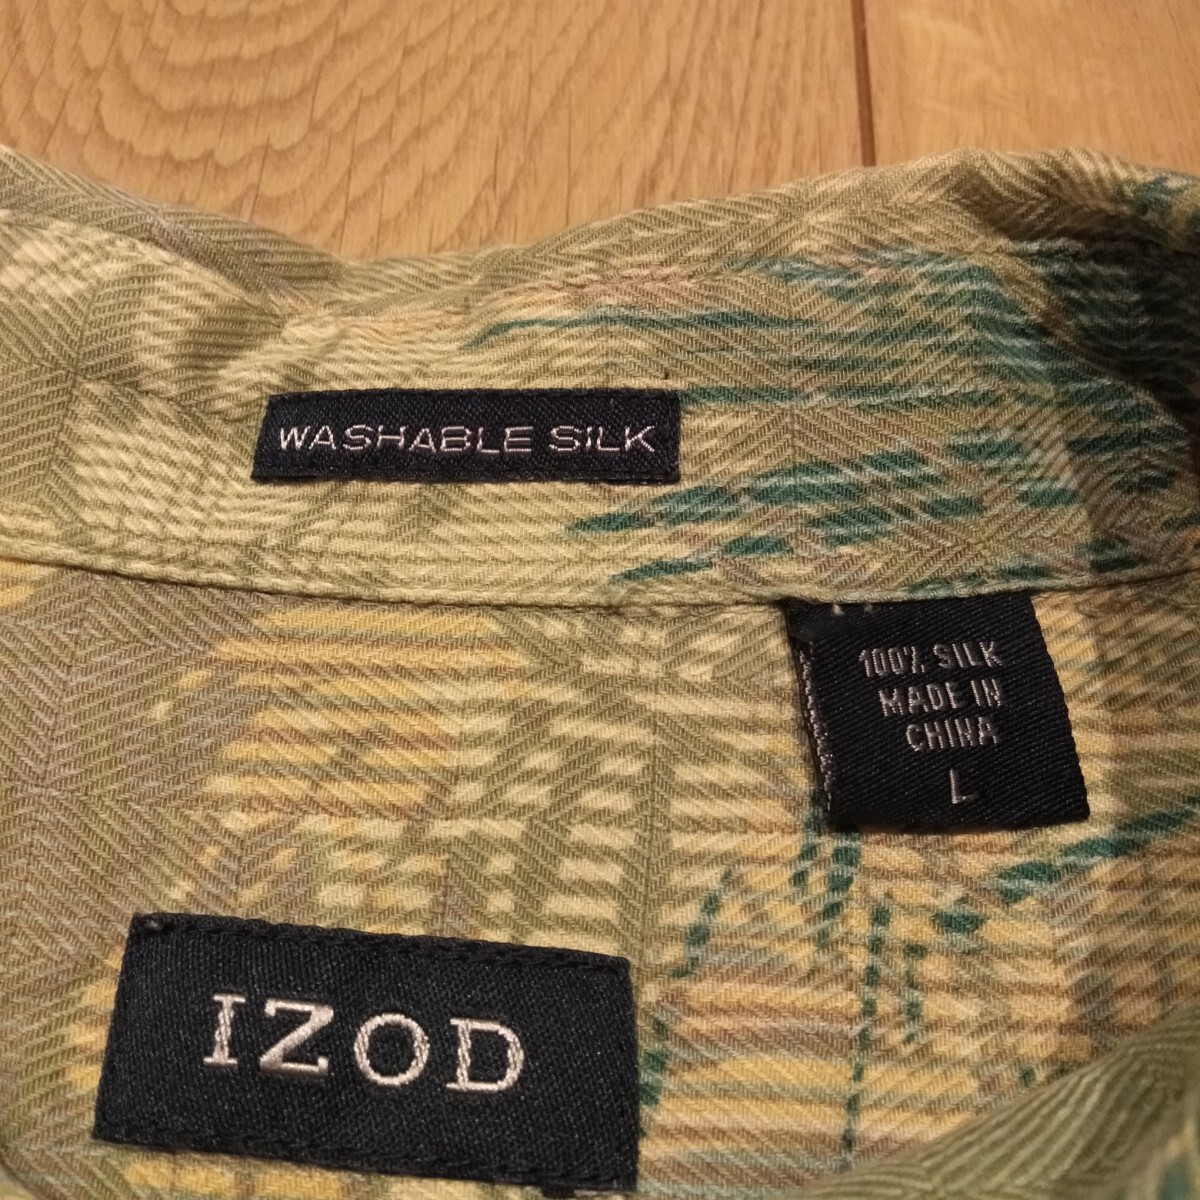 WASHABLE SILK
100% SILK
MADE IN
CHINA
L
IZOD